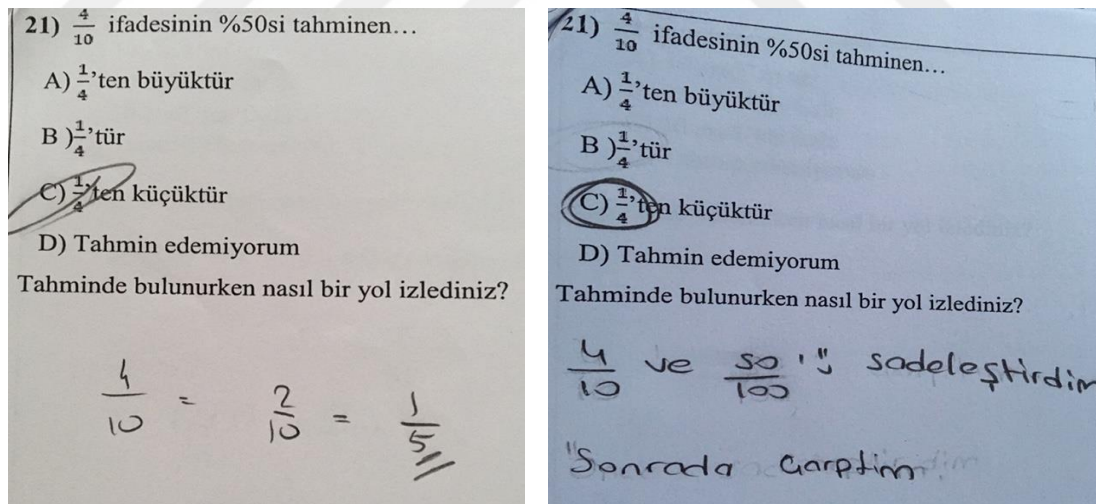 21) 4/10 ifadesinin %50si tahminen...
A) 1/4'ten büyüktür
B )1/4'tür
C) 1/4'ten küçüktür
D) Tahmin edemiyorum
Tahminde bulunurken nasıl bir yol izlediniz?
4/10 = 2/10 = 1/5
21) 4/10 ifadesinin %50si tahminen...
A) 1/4'ten büyüktür
B )1/4'tür
C) 1/4'ten küçüktür
D) Tahmin edemiyorum
Tahminde bulunurken nasıl bir yol izlediniz?
4/10 ve 50/100 'ü sadeleştirdim
"Sonrada Çarptım